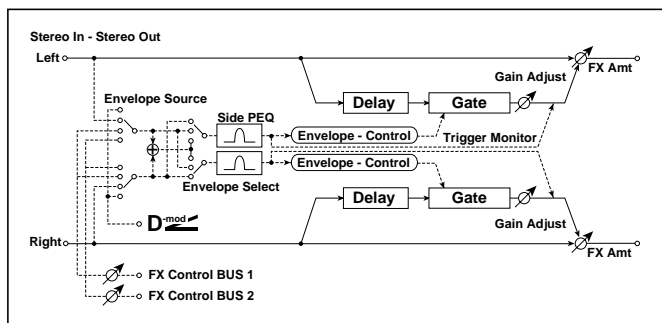 Stereo In - Stereo Out
Left
FX Amt
Gain Adjust
Envelope Source
Side PEQ
Delay
Gate
Envelope - Control
Trigger Monitor
Envelope - Control
Envelope Select
D-mod
Delay
Gate
Gain Adjust
Right
FX Amt
FX Control BUS 1
FX Control BUS 2